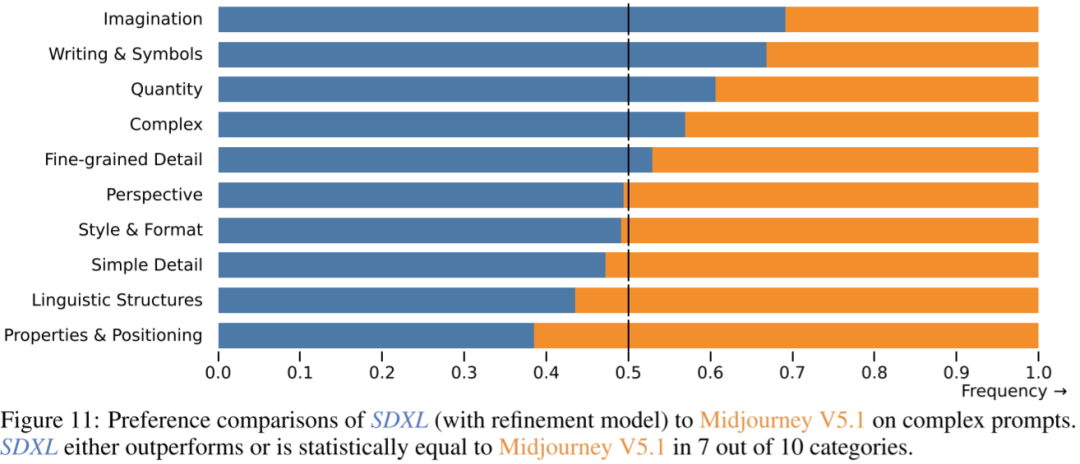 Imagination
Writing & Symbols
Quantity
Complex
Fine-grained Detail
Perspective
Style & Format
Simple Detail
Linguistic Structures
Properties & Positioning
0.0 0.1 0.2 0.3 0.4 0.5 0.6 0.7 0.8 0.9 1.0
Frequency →
Figure 11: Preference comparisons of SDXL (with refinement model) to Midjourney V5.1 on complex prompts.
SDXL either outperforms or is statistically equal to Midjourney V5.1 in 7 out of 10 categories.